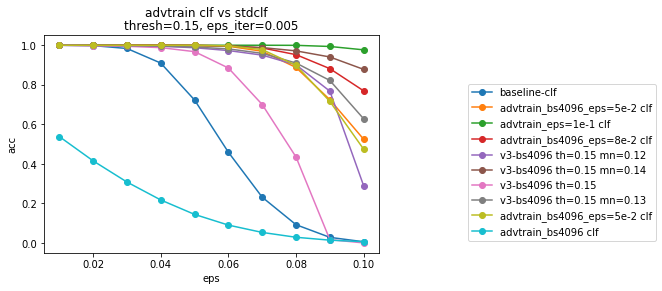 advtrain clf vs stdclf
thresh=0.15, eps_iter=0.005
1.0
0.8
0.6
0.4
0.2
0.0
acc
0.02
0.04
0.06
0.08
0.10
eps
baseline-clf
advtrain_bs4096_eps=5e-2 clf
advtrain_eps=1e-1 clf
advtrain_bs4096_eps=8e-2 clf
v3-bs4096 th=0.15 mn=0.12
v3-bs4096 th=0.15 mn=0.14
v3-bs4096 th=0.15
v3-bs4096 th=0.15 mn=0.13
advtrain_bs4096_eps=5e-2 clf
advtrain_bs4096 clf